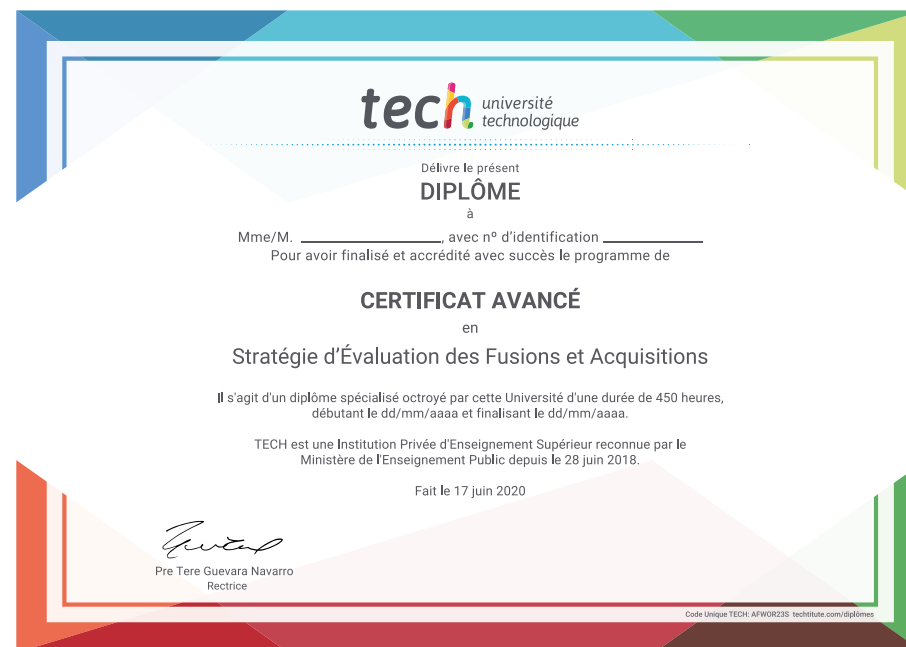 tech université
technologique
Délivre le présent
DIPLÔME
à
Mme/M. ____________________, avec nº d'identification ______________
Pour avoir finalisé et accrédité avec succès le programme de
CERTIFICAT AVANCÉ
en
Stratégie d'Évaluation des Fusions et Acquisitions
Il s'agit d'un diplôme spécialisé octroyé par cette Université d'une durée de 450 heures,
débutant le dd/mm/aaaa et finalisant le dd/mm/aaaa.
TECH est une Institution Privée d'Enseignement Supérieur reconnue par le
Ministère de l'Enseignement Public depuis le 28 juin 2018.
Fait le 17 juin 2020
Pre Tere Guevara Navarro
Rectrice
Code Unique TECH: AFWOR23S techtitute.com/diplômes